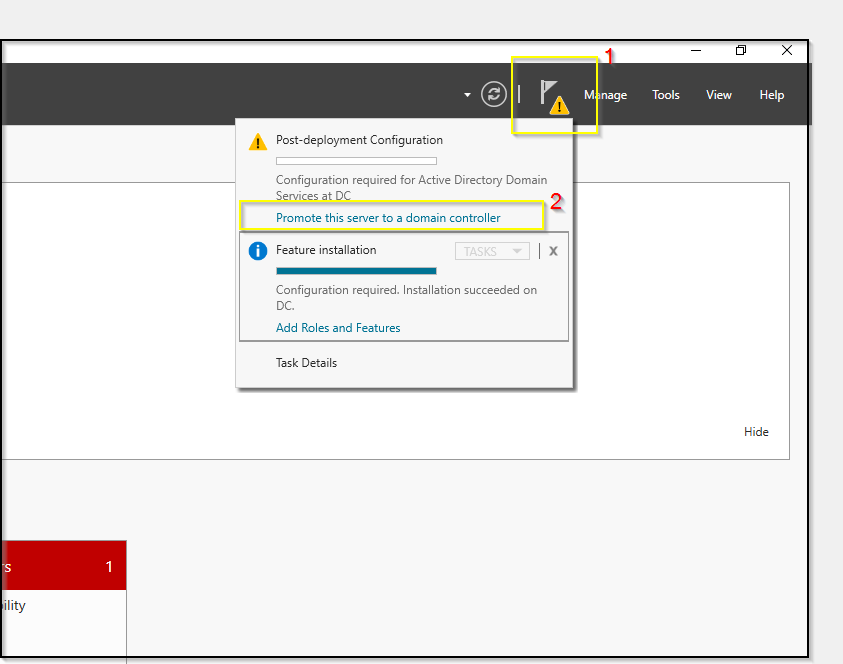 1
Manage Tools View Help
Post-deployment Configuration
Configuration required for Active Directory Domain
Services at DC
2
Promote this server to a domain controller
Feature installation
TASKS
X
Configuration required. Installation succeeded on
DC.
Add Roles and Features
Task Details
Hide
rs 1
bility